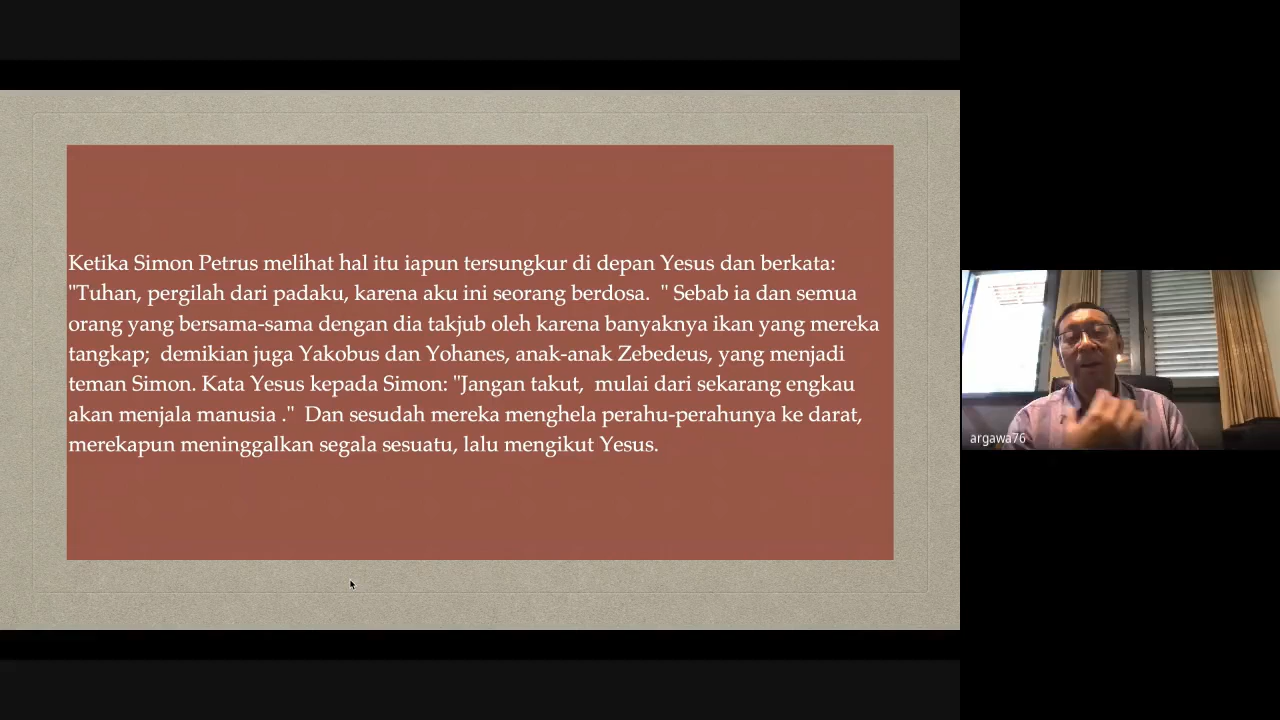 Ketika Simon Petrus melihat hal itu iapun tersungkur di depan Yesus dan berkata:
"Tuhan, pergilah dari padaku, karena aku ini seorang berdosa.  " Sebab ia dan semua
orang yang bersama-sama dengan dia takjub oleh karena banyaknya ikan yang mereka
tangkap;  demikian juga Yakobus dan Yohanes, anak-anak Zebedeus, yang menjadi
teman Simon. Kata Yesus kepada Simon: "Jangan takut,  mulai dari sekarang engkau
akan menjala manusia ."  Dan sesudah mereka menghela perahu-perahunya ke darat,
merekapun meninggalkan segala sesuatu, lalu mengikut Yesus.
argawa76